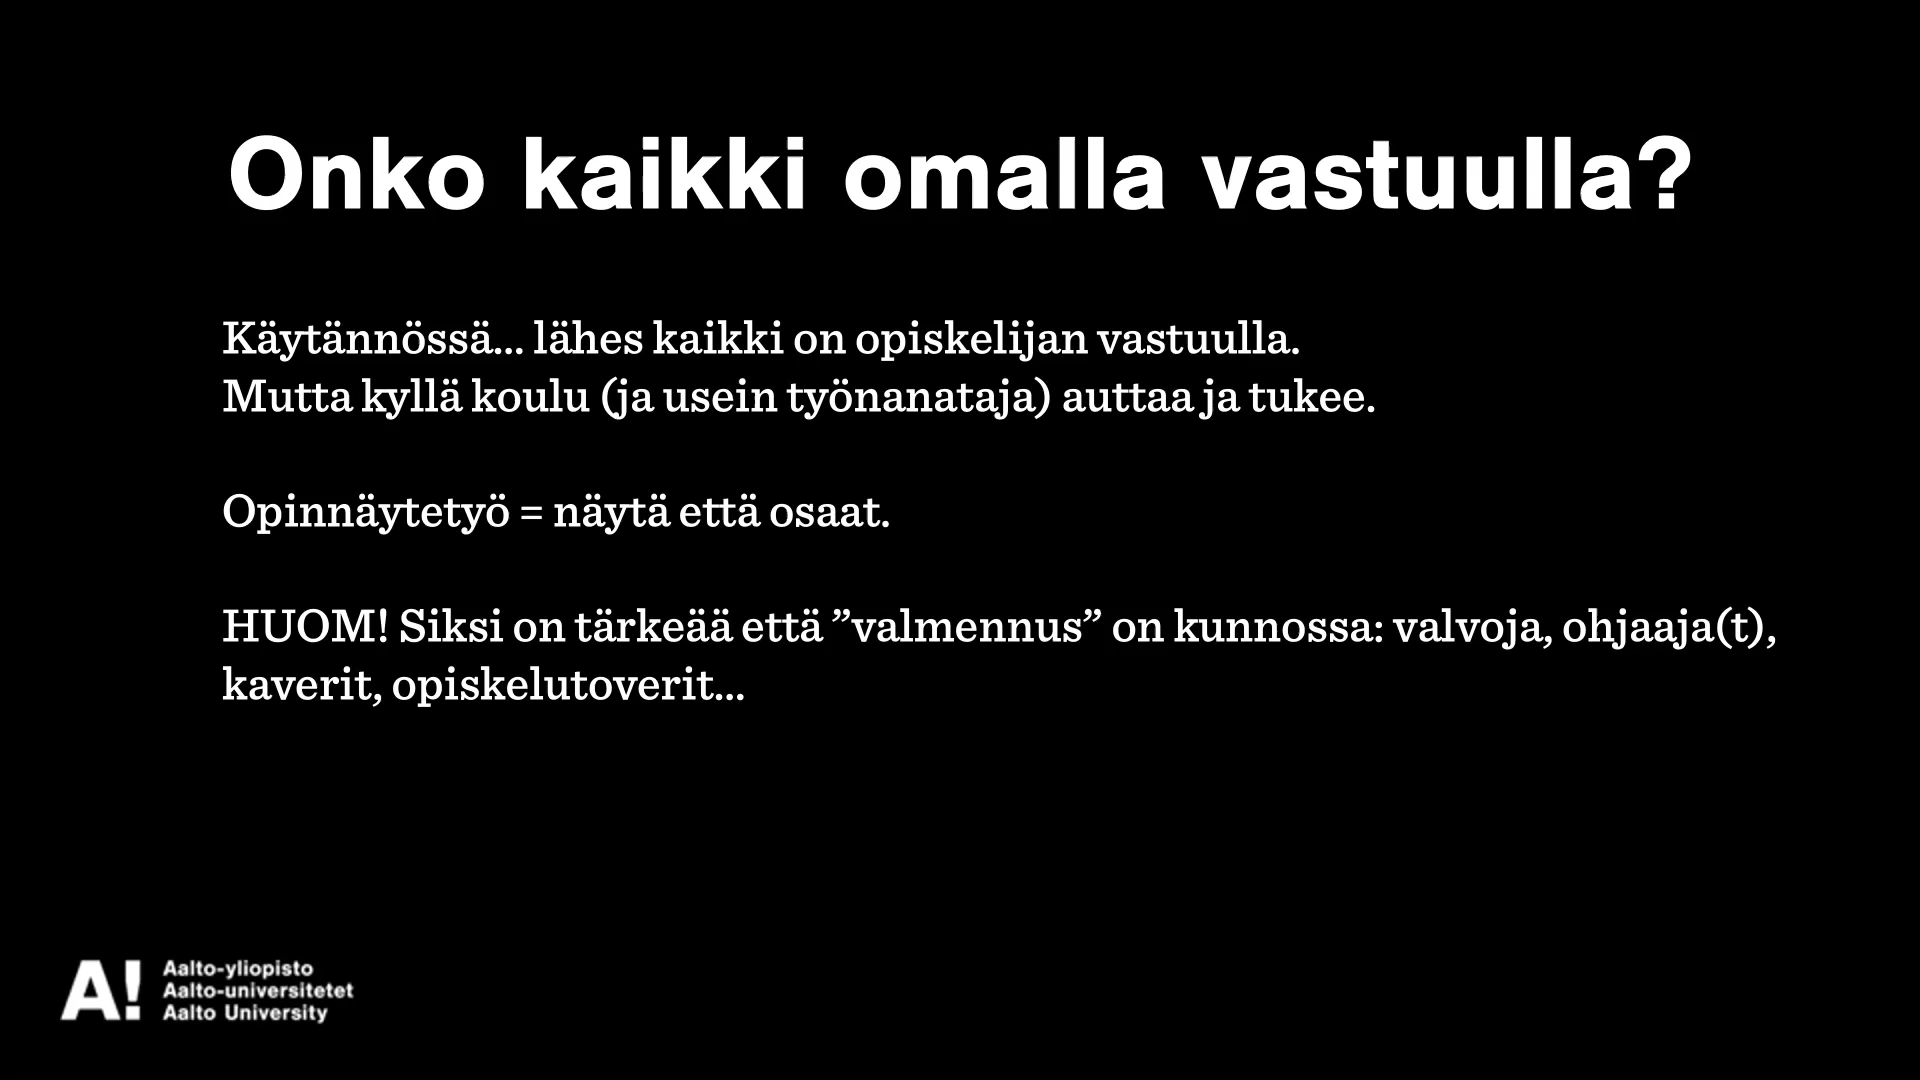 Onko kaikki omalla vastuulla?
Käytännössä... lähes kaikki on opiskelijan vastuulla.
Mutta kyllä koulu (ja usein työnanataja) auttaa ja tukee.
Opinnäytetyö = näytä että osaat.
HUOM! Siksi on tärkeää että ”valmennus” on kunnossa: valvoja, ohjaaja(t),
kaverit, opiskelutoverit...
A!
Aalto-yliopisto
Aalto-universitetet
Aalto University